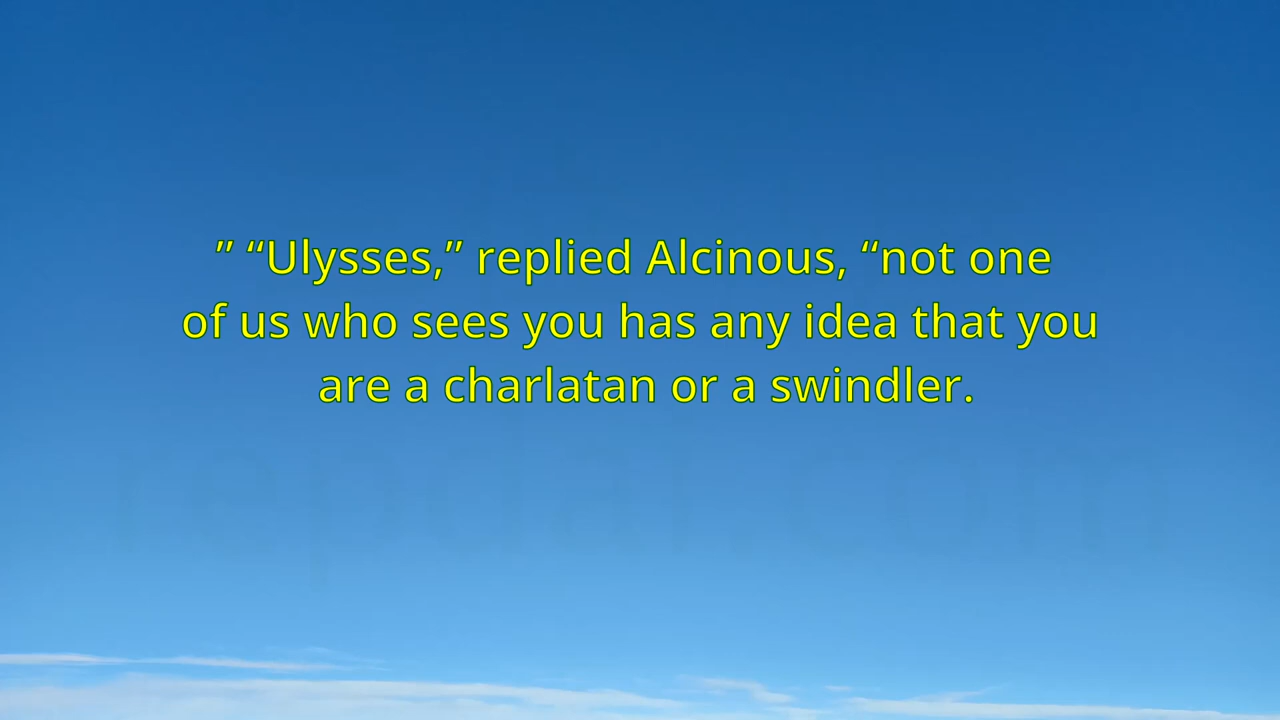 ” “Ulysses,” replied Alcinous, “not one
of us who sees you has any idea that you
are a charlatan or a swindler.